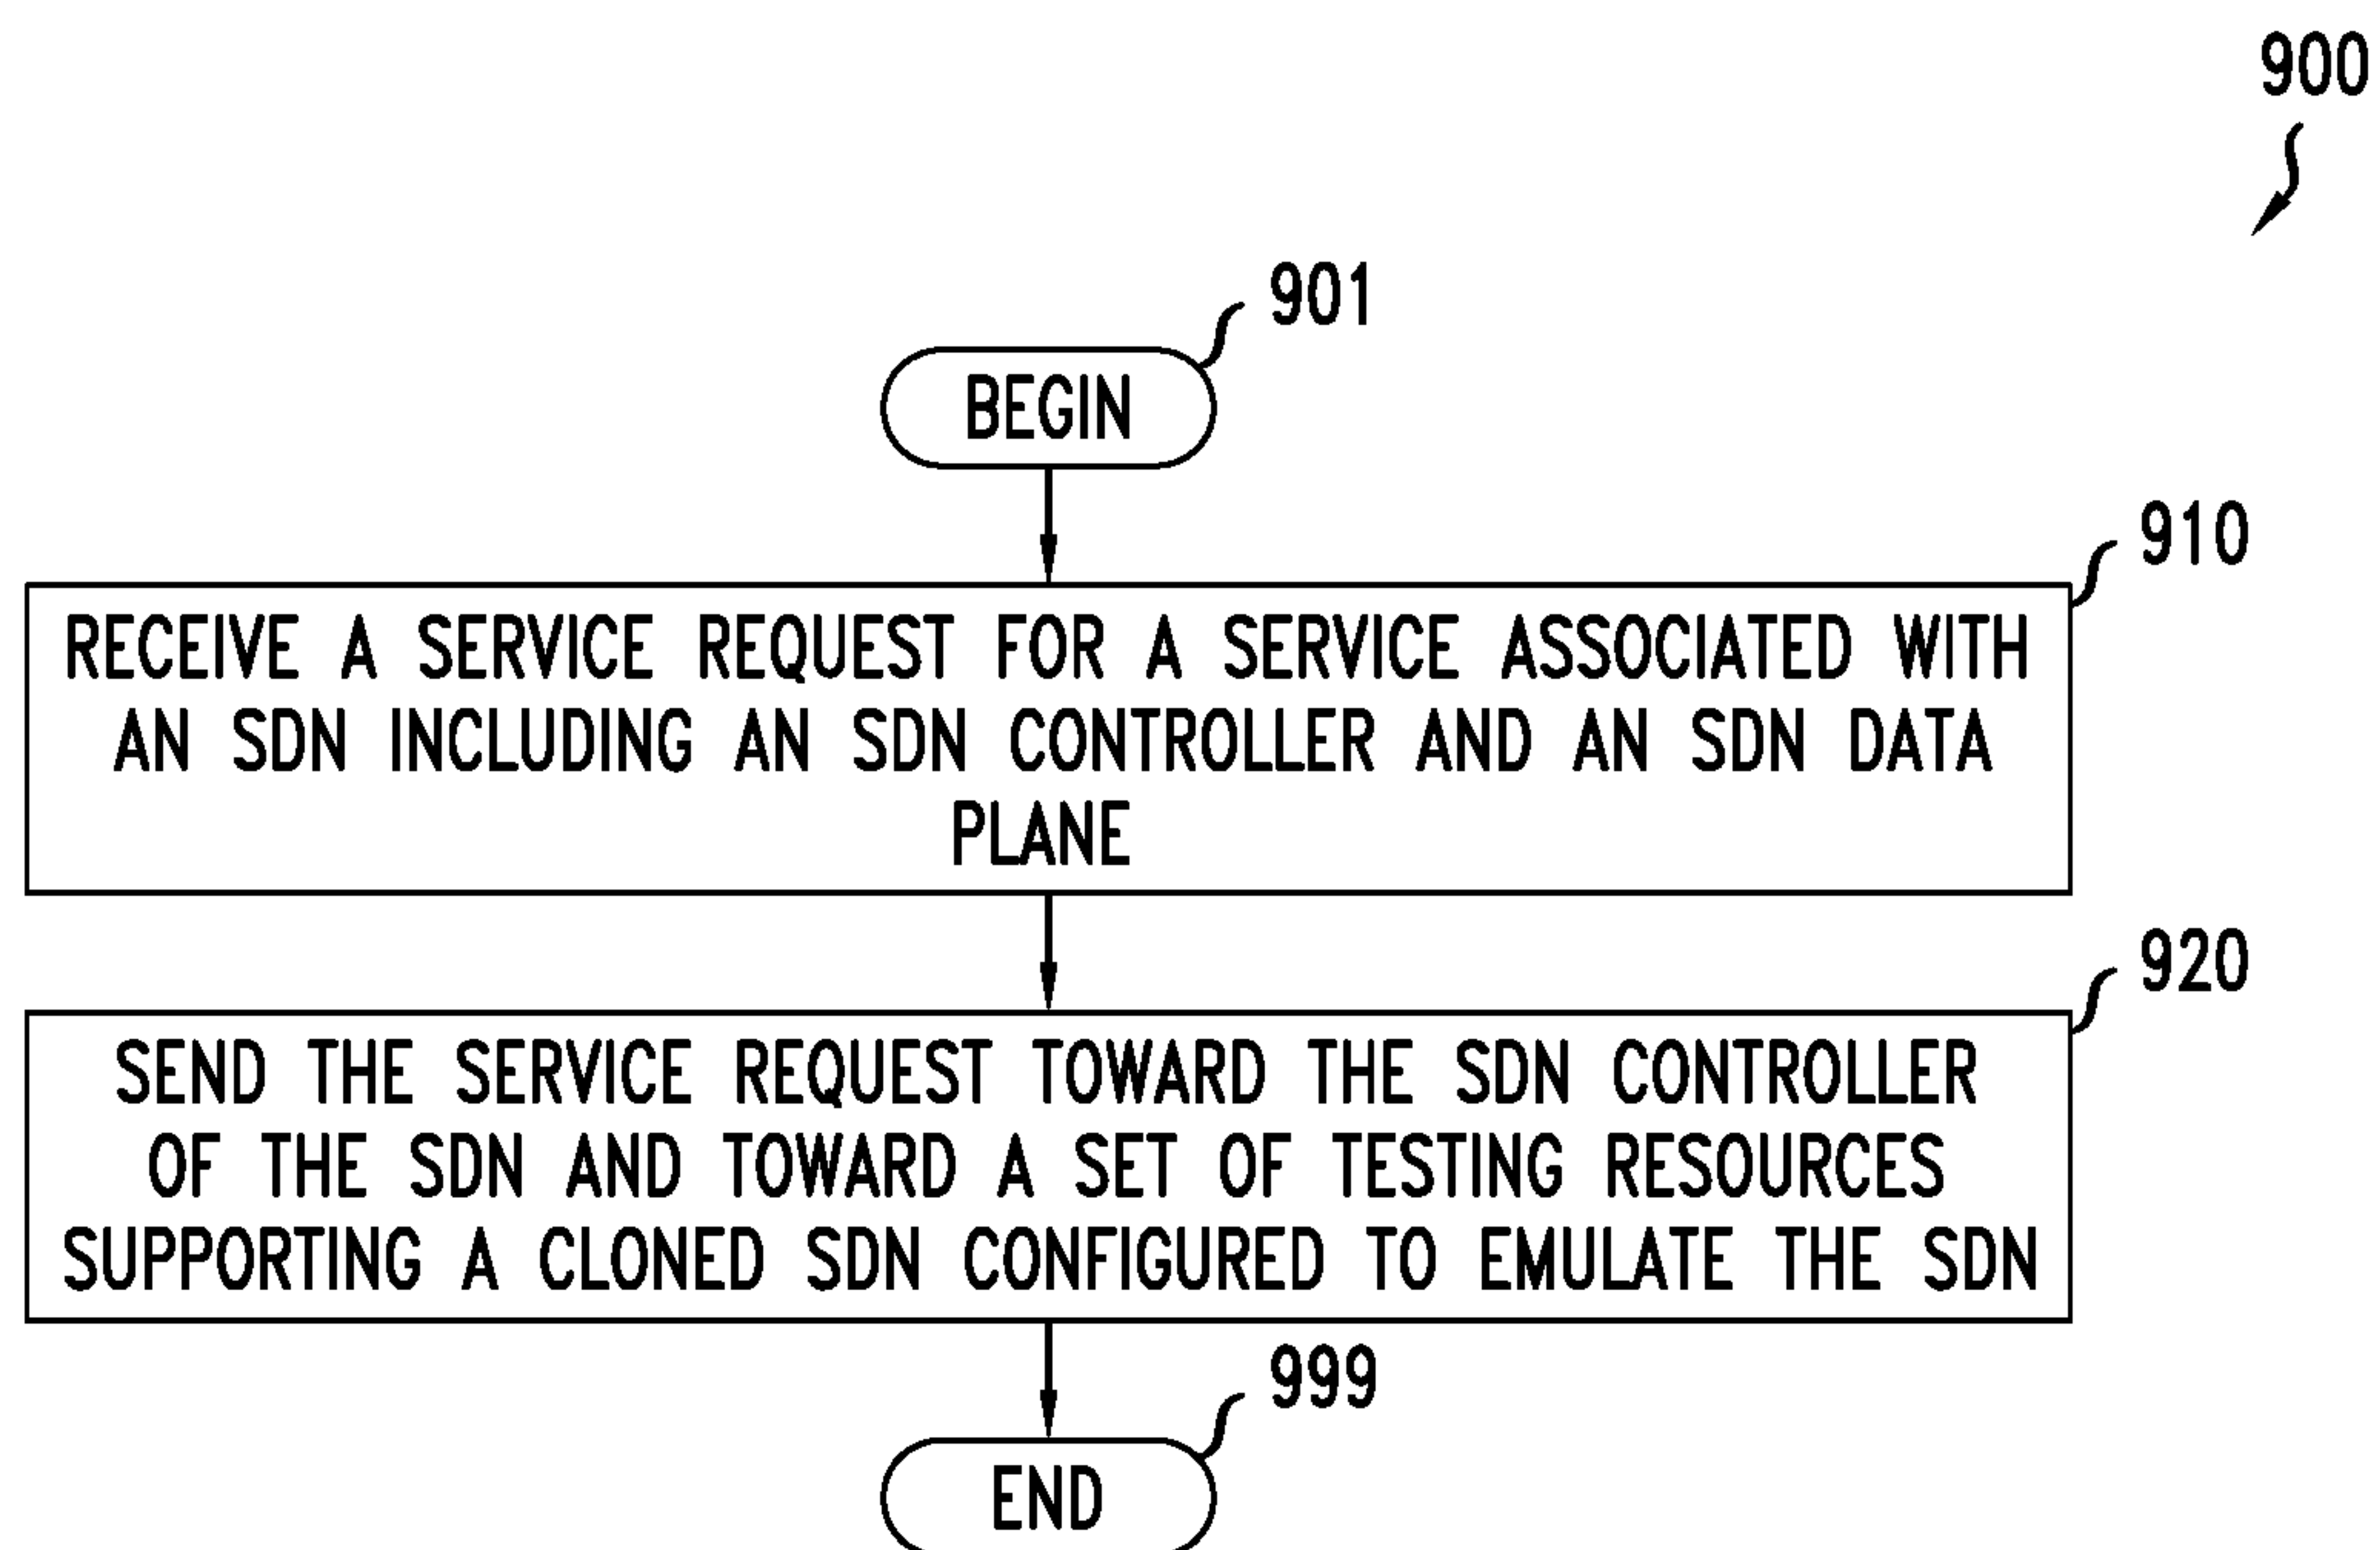 900
901
BEGIN
910
RECEIVE A SERVICE REQUEST FOR A SERVICE ASSOCIATED WITH
AN SDN INCLUDING AN SDN CONTROLLER AND AN SDN DATA
PLANE
920
SEND THE SERVICE REQUEST TOWARD THE SDN CONTROLLER
OF THE SDN AND TOWARD A SET OF TESTING RESOURCES
SUPPORTING A CLONED SDN CONFIGURED TO EMULATE THE SDN
999
END